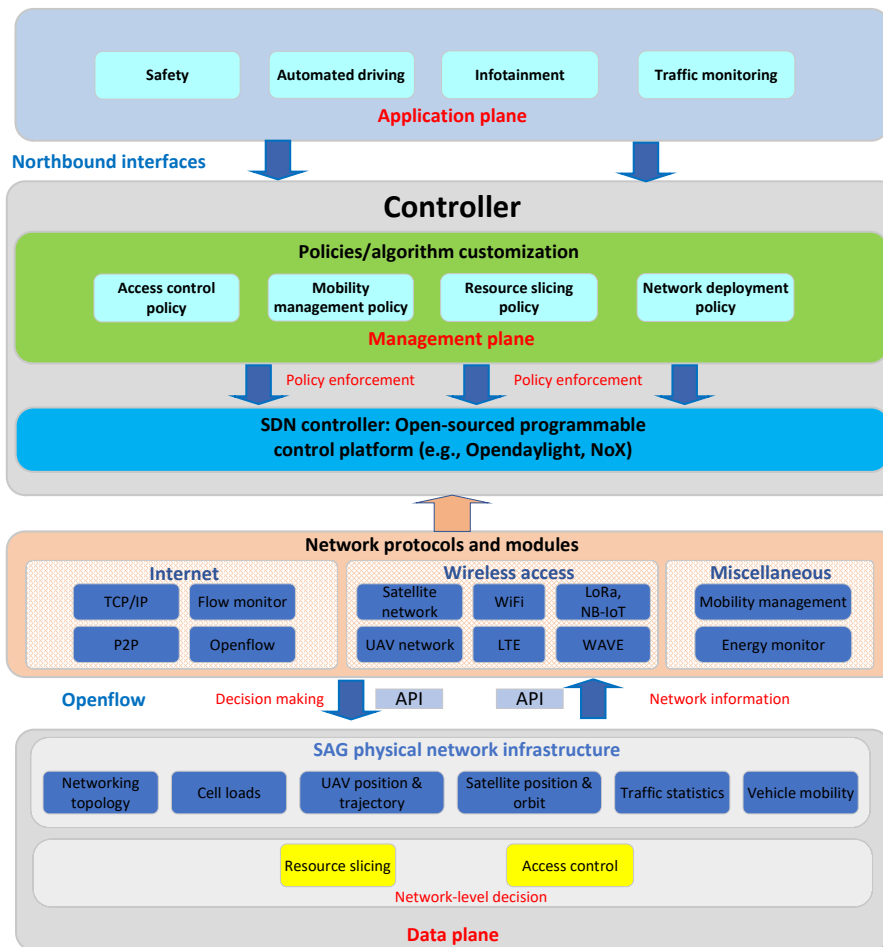 Safety
Automated driving
Infotainment
Traffic monitoring
Application plane
Northbound interfaces
Controller
Policies/algorithm customization
Access control
policy
Mobility
management policy
Resource slicing
policy
Network deployment
policy
Management plane
Policy enforcement
Policy enforcement
SDN controller: Open-sourced programmable
control platform (e.g., Opendaylight, NoX)
Network protocols and modules
Internet
TCP/IP
Flow monitor
P2P
Openflow
Wireless access
Satellite
network
WiFi
LoRa,
NB-IoT
UAV network
LTE
WAVE
Miscellaneous
Mobility management
Energy monitor
Openflow
Decision making
API
API
Network information
SAG physical network infrastructure
Networking
topology
Cell loads
UAV position &
trajectory
Satellite position &
orbit
Traffic statistics
Vehicle mobility
Resource slicing
Access control
Network-level decision
Data plane